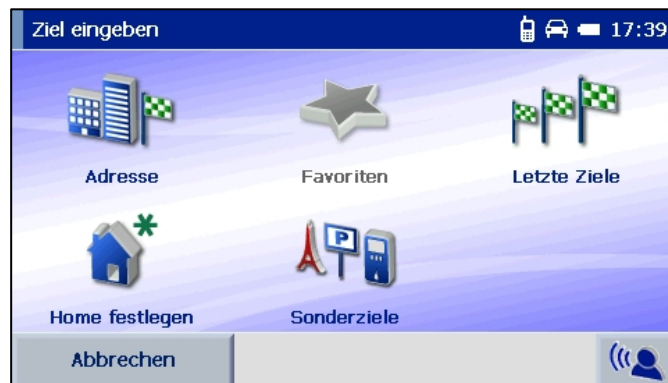 Ziel eingeben 17:39
Adresse Favoriten Letzte Ziele
P
Home festlegen Sonderziele
Abbrechen